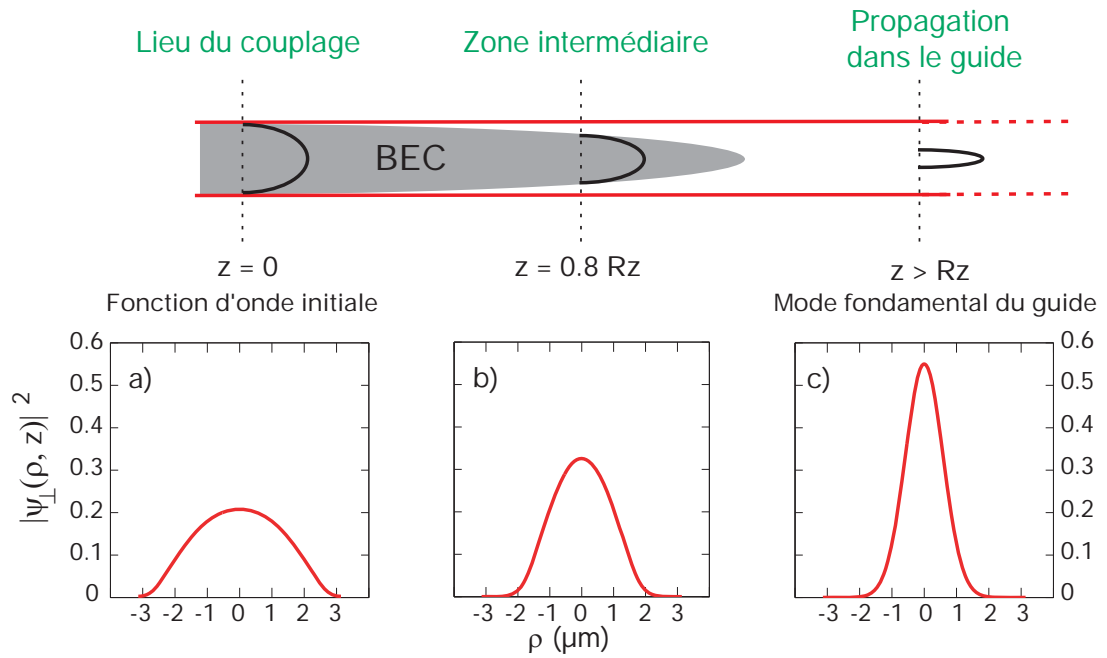 Lieu du couplage
Zone intermédiaire
Propagation
dans le guide
BEC
z = 0
z = 0.8 Rz
z > Rz
Fonction d'onde initiale
Mode fondamental du guide
a)
b)
c)
|ψ⊥(ρ, z)| 2
0.6
0.5
0.4
0.3
0.2
0.1
0
-3 -2 -1 0 1 2 3
-3 -2 -1 0 1 2 3
-3 -2 -1 0 1 2 3
0.6
0.5
0.4
0.3
0.2
0.1
0
ρ (µm)